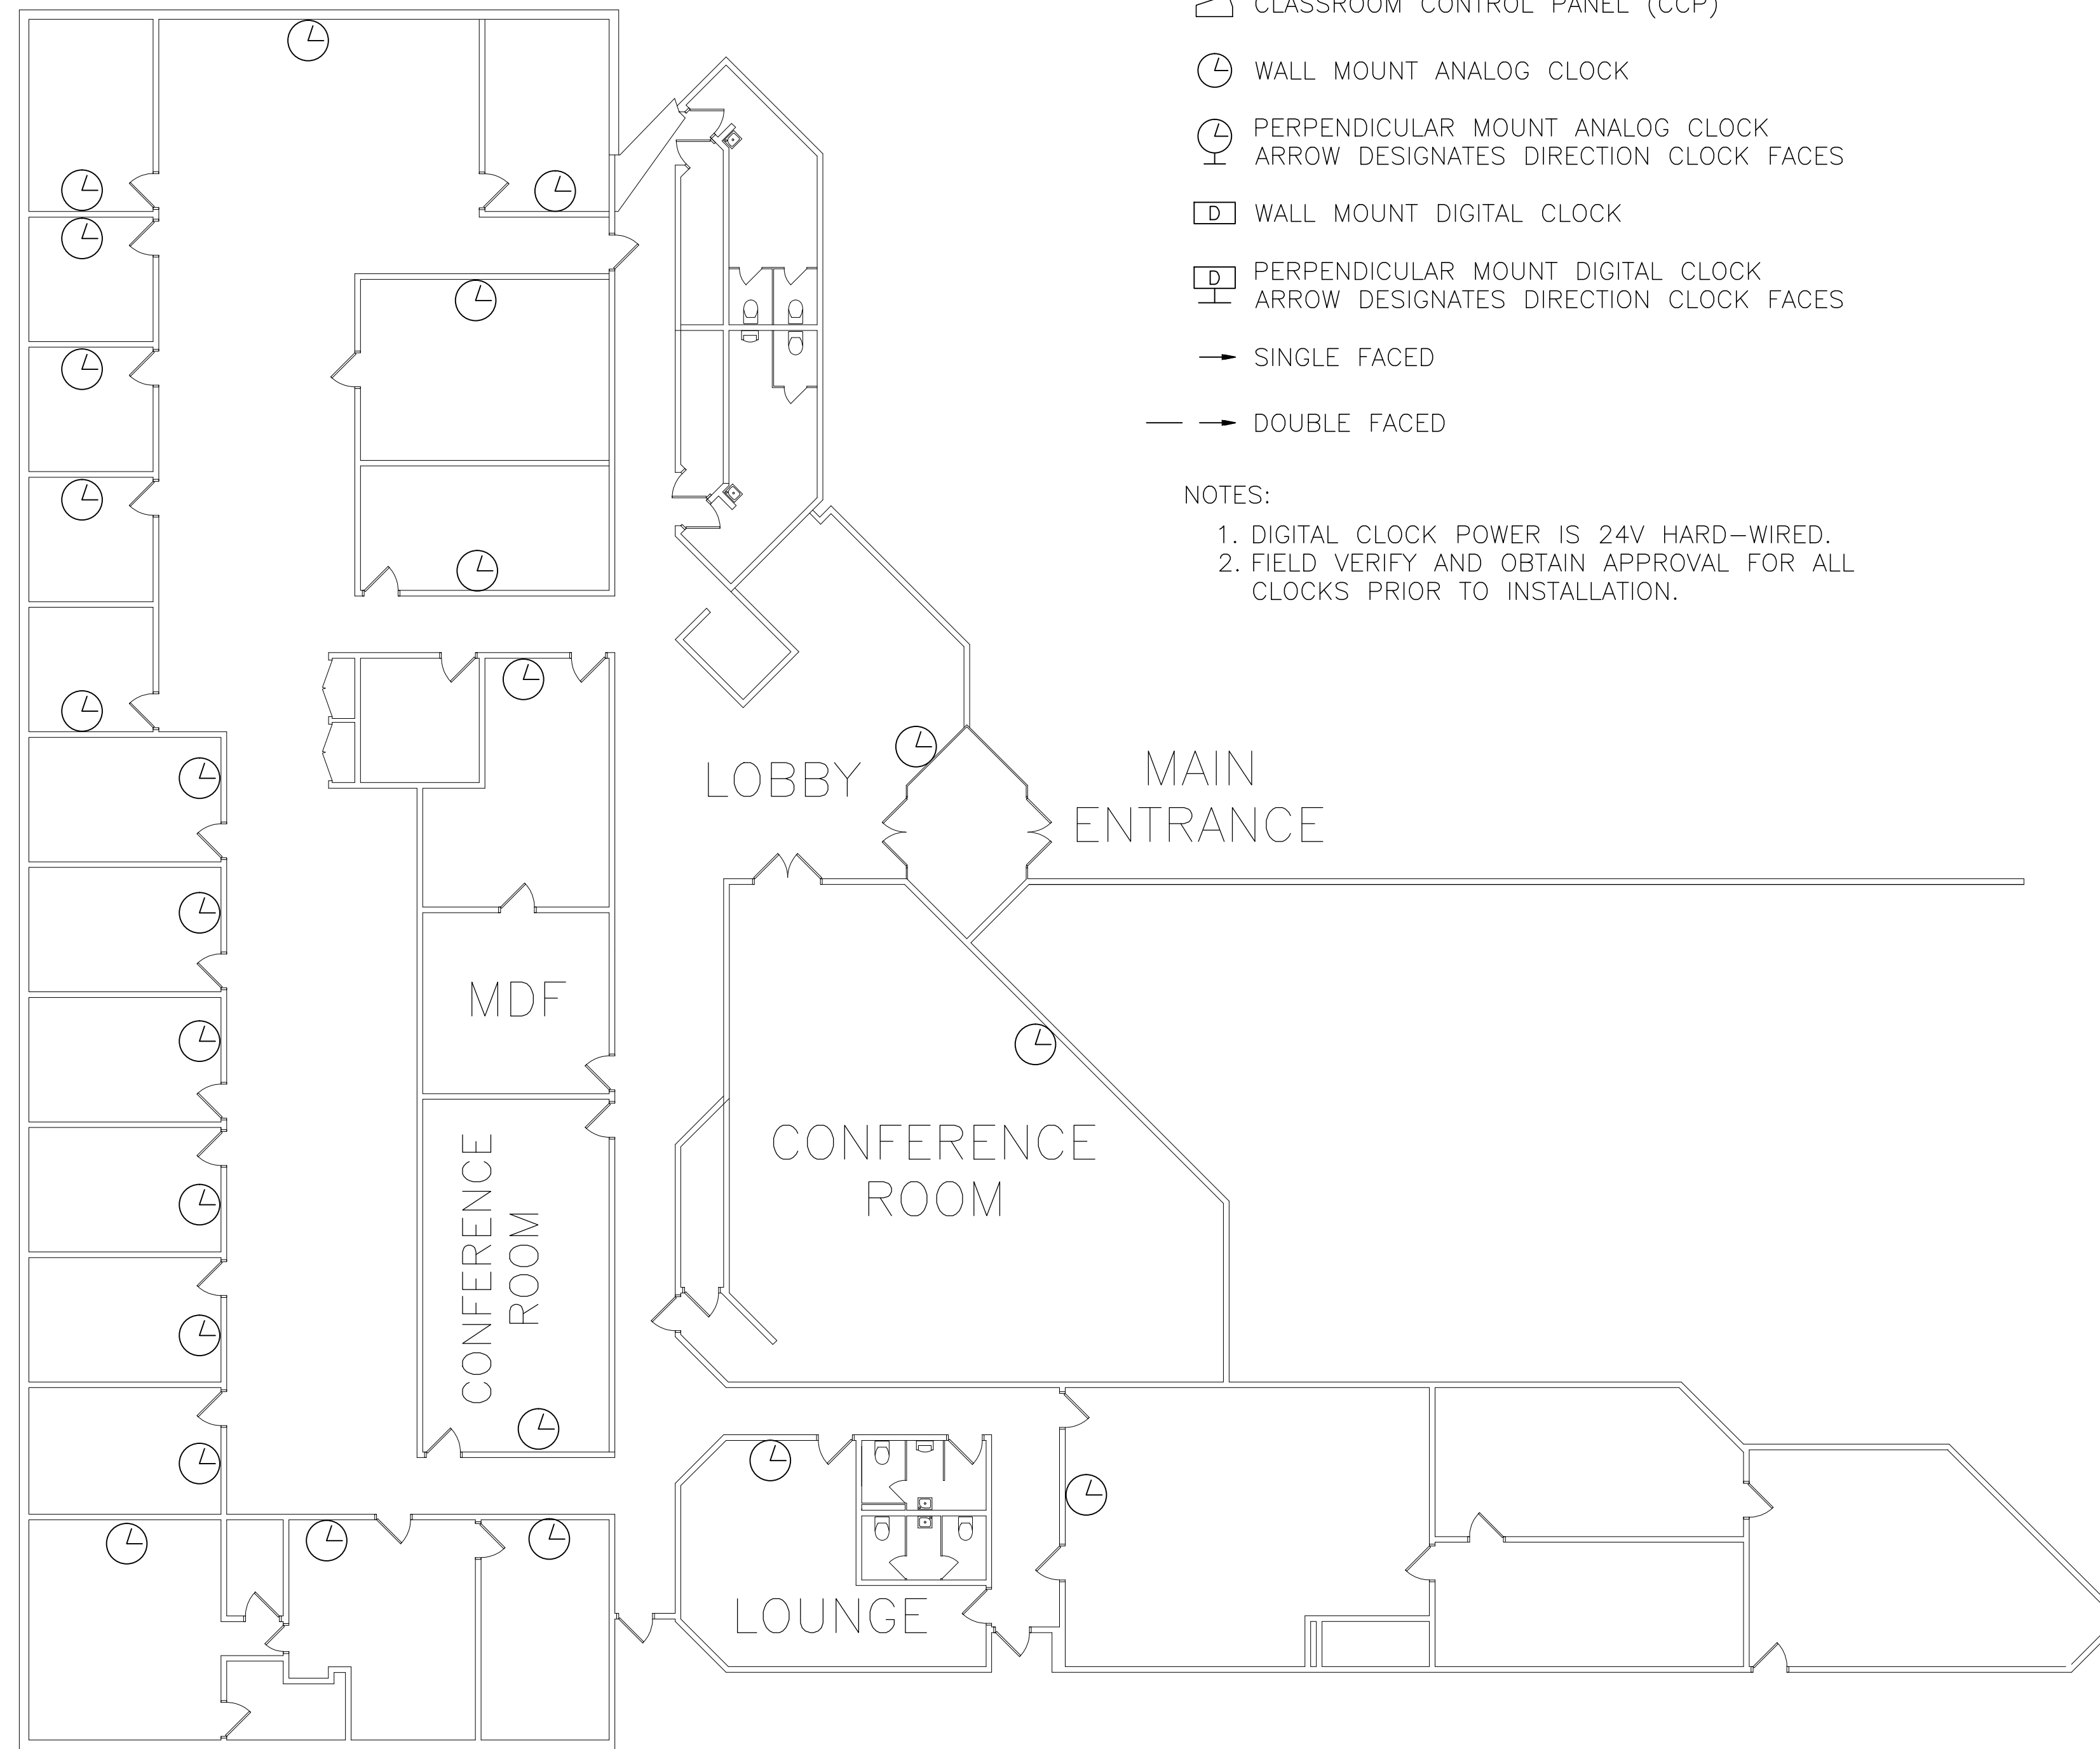 CLASSROOM CONTROL PANEL (CCP)
WALL MOUNT ANALOG CLOCK
PERPENDICULAR MOUNT ANALOG CLOCK
ARROW DESIGNATES DIRECTION CLOCK FACES
D WALL MOUNT DIGITAL CLOCK
D PERPENDICULAR MOUNT DIGITAL CLOCK
ARROW DESIGNATES DIRECTION CLOCK FACES
SINGLE FACED
DOUBLE FACED
NOTES:
1. DIGITAL CLOCK POWER IS 24V HARD-WIRED.
2. FIELD VERIFY AND OBTAIN APPROVAL FOR ALL
CLOCKS PRIOR TO INSTALLATION.
LOBBY
MAIN
ENTRANCE
MDF
CONFERENCE
ROOM
CONFERENCE
ROOM
LOUNGE